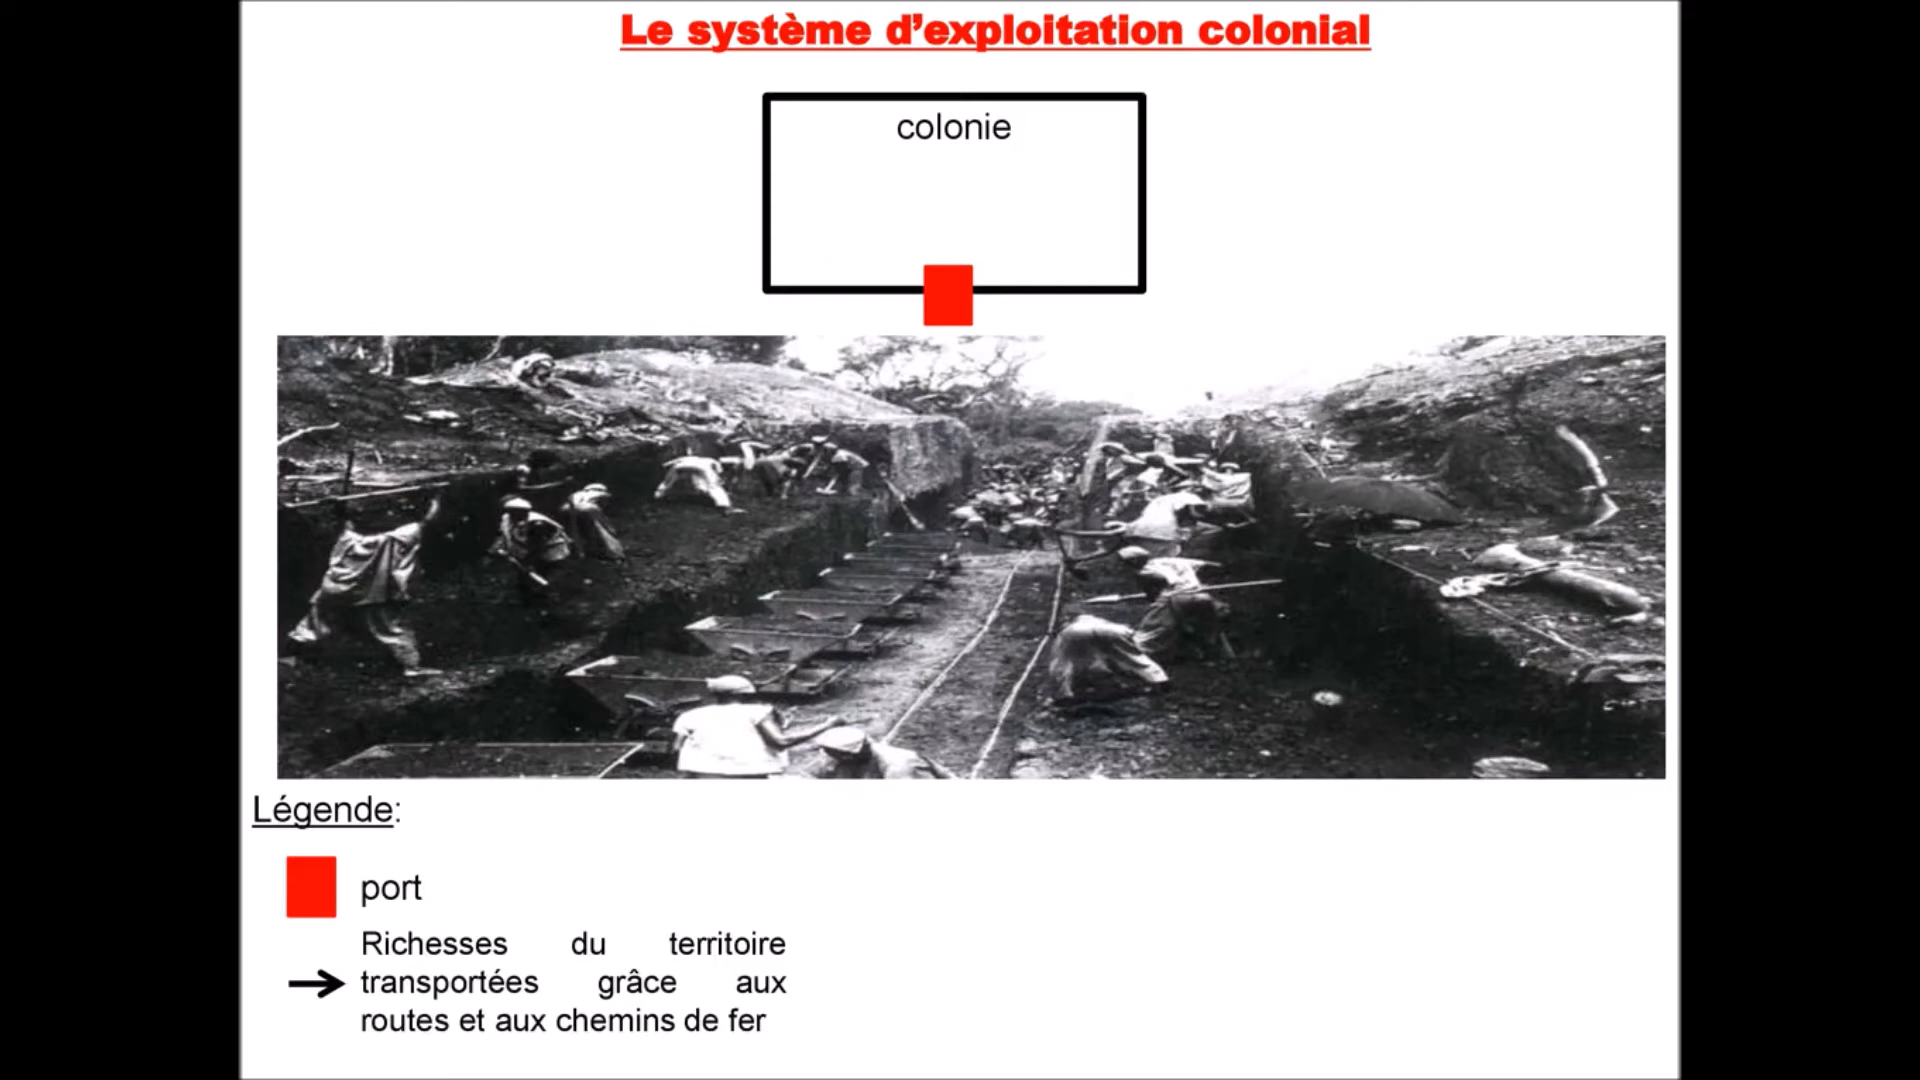 Le système d'exploitation colonial
colonie
Légende:
port
Richesses du territoire
transportées grâce aux
routes et aux chemins de fer